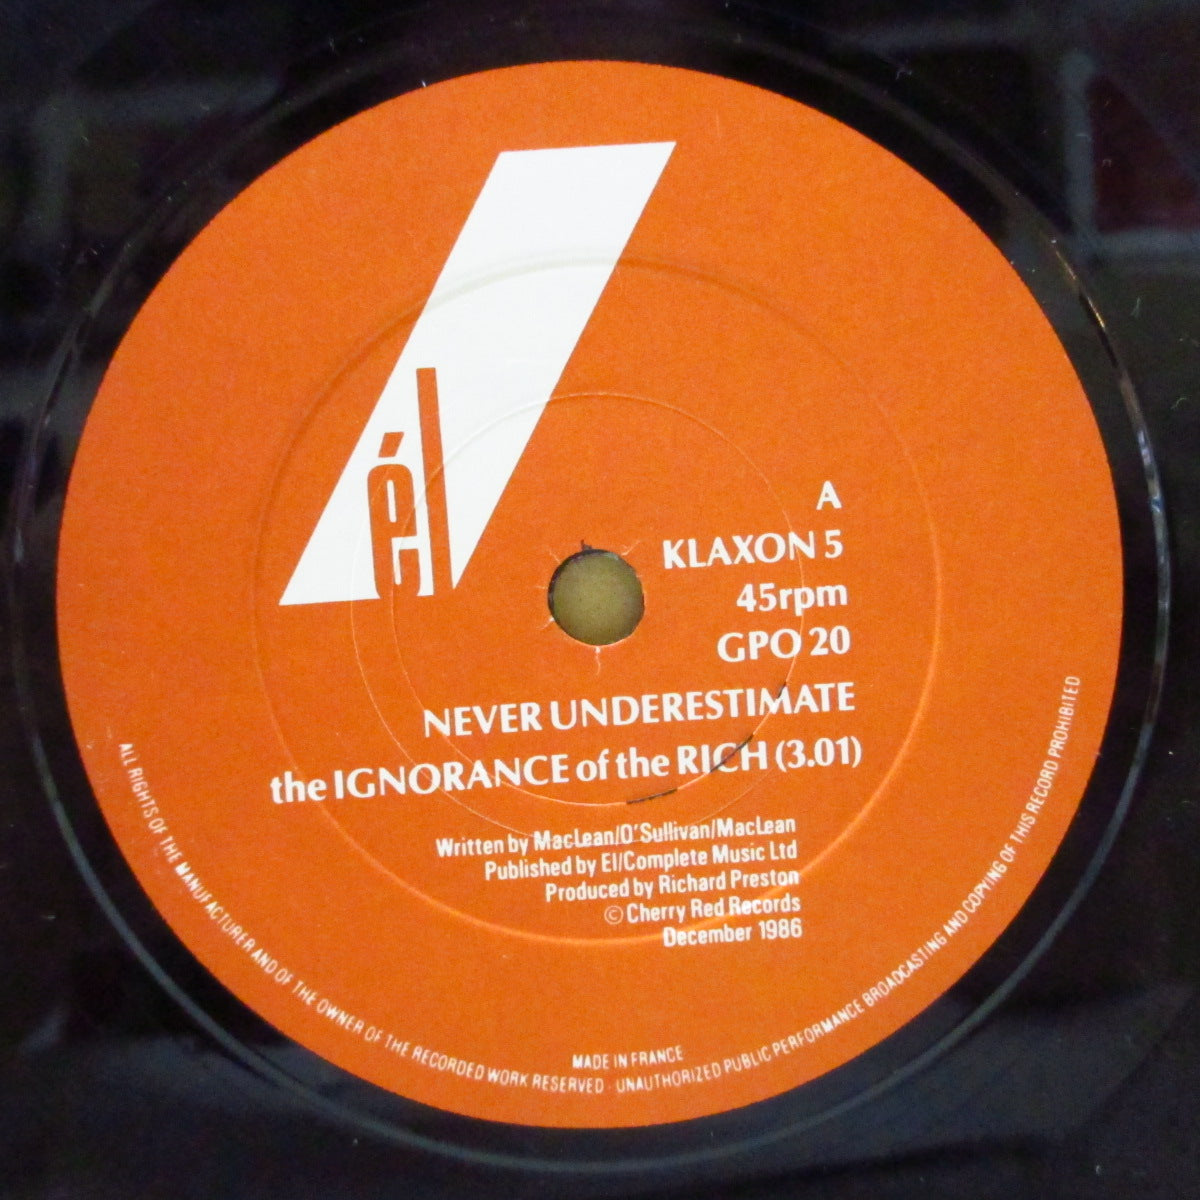 él
A
KLAXON 5
45rpm
GPO 20
NEVER UNDERESTIMATE
the IGNORANCE of the RICH (3.01)
Written by MacLean/O'Sullivan/MacLean
Published by El/Complete Music Ltd
Produced by Richard Preston
© Cherry Red Records
December 1986
MADE IN FRANCE
ALL RIGHTS OF THE MANUFACTURER AND OF THE OWNER OF THE RECORDED WORK RESERVED · UNAUTHORIZED PUBLIC PERFORMANCE BROADCASTING AND COPYING OF THIS RECORD PROHIBITED